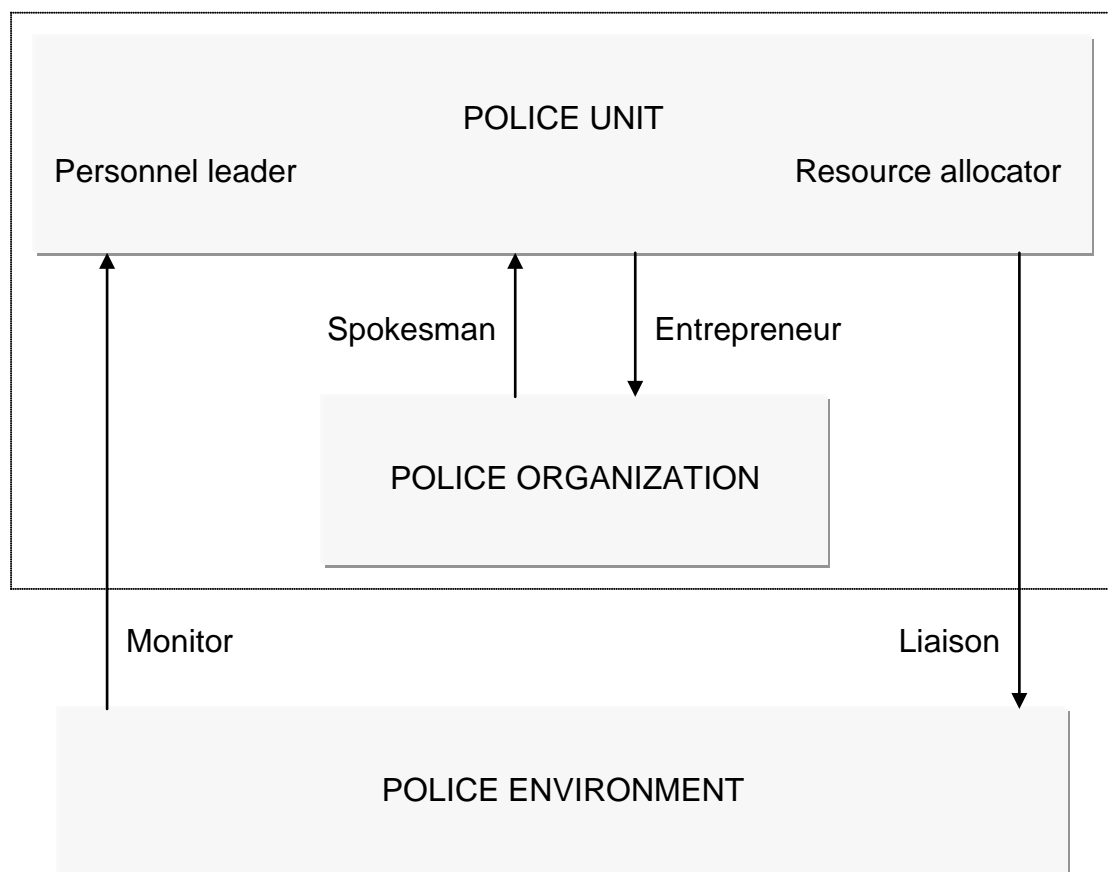 POLICE UNIT
Personnel leader
Resource allocator
Spokesman
Entrepreneur
POLICE ORGANIZATION
Monitor
Liaison
POLICE ENVIRONMENT